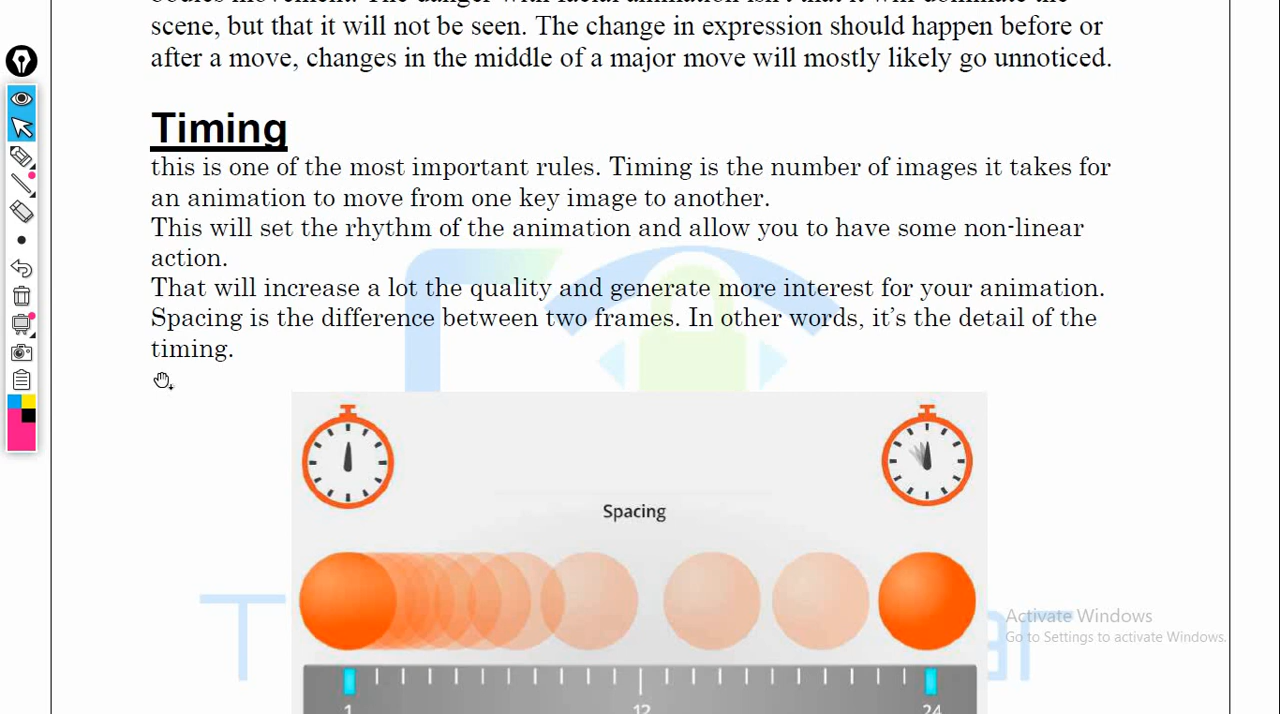 scene, but that it will not be seen. The change in expression should happen before or
after a move, changes in the middle of a major move will mostly likely go unnoticed.
Timing
this is one of the most important rules. Timing is the number of images it takes for
an animation to move from one key image to another.
This will set the rhythm of the animation and allow you to have some non-linear
action.
That will increase a lot the quality and generate more interest for your animation.
Spacing is the difference between two frames. In other words, it's the detail of the
timing.
Spacing
Activate Windows
Go to Settings to activate Windows.
1 12 24